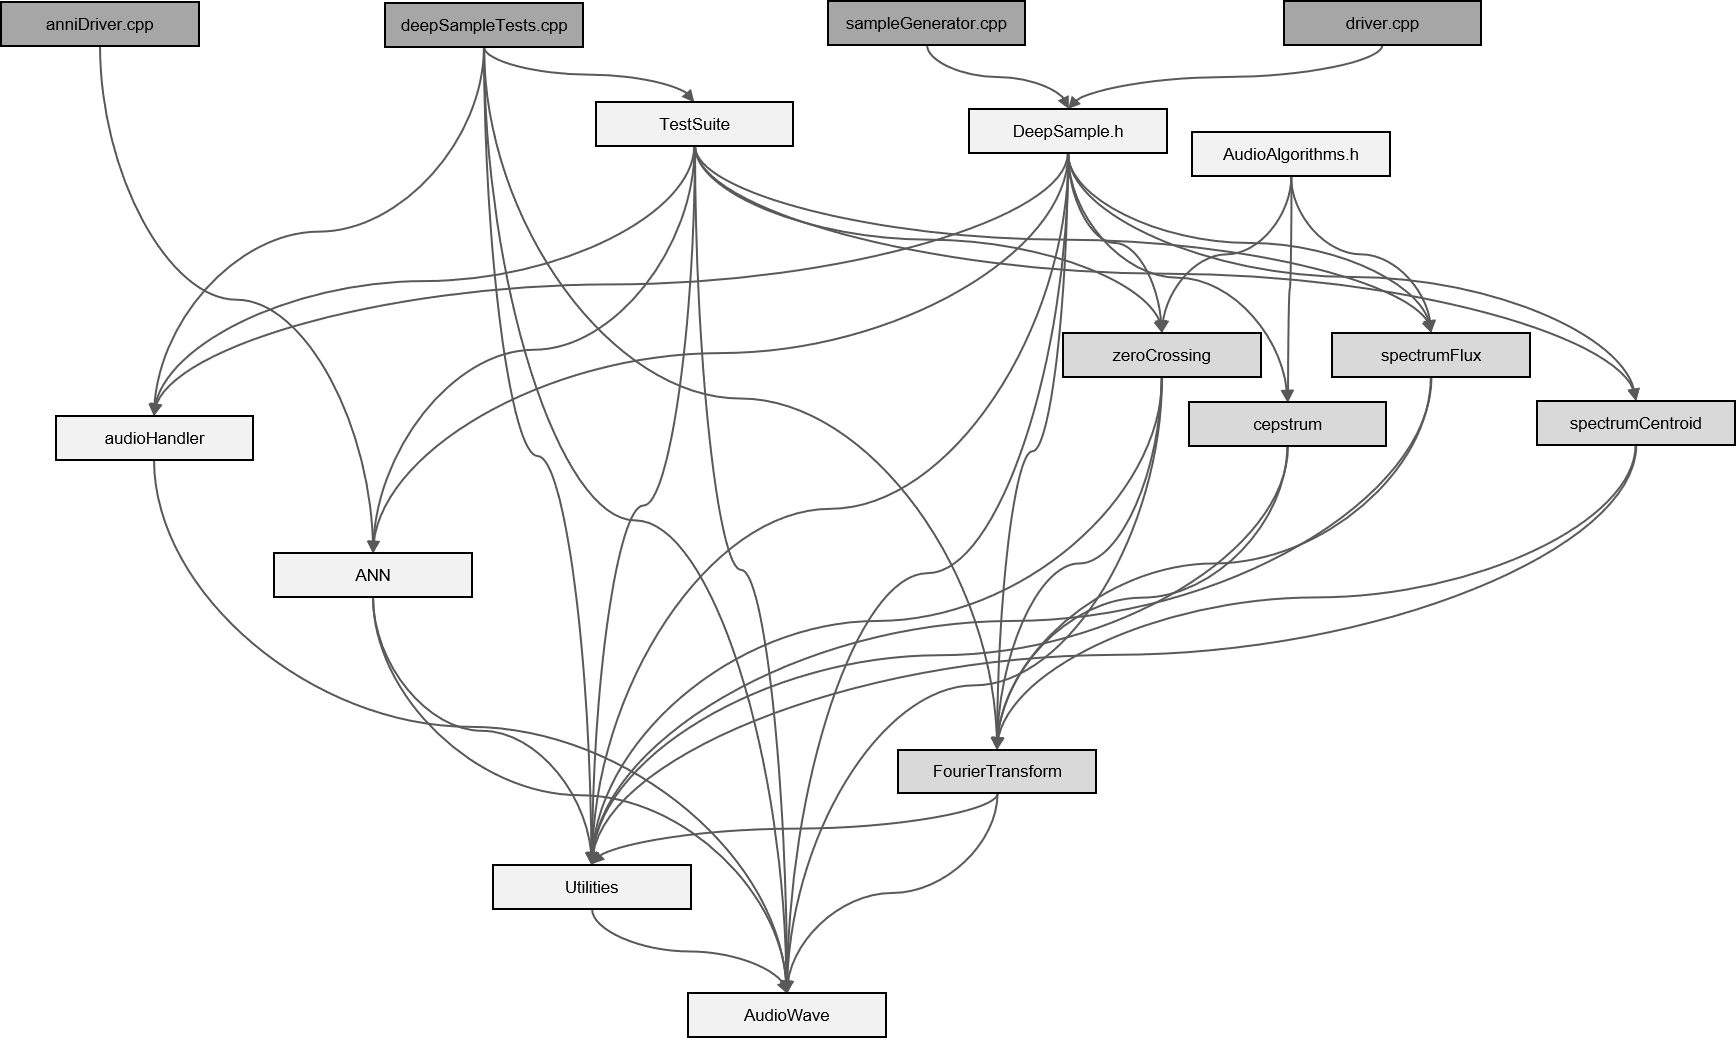 anniDriver.cpp
deepSampleTests.cpp
sampleGenerator.cpp
driver.cpp
TestSuite
DeepSample.h
AudioAlgorithms.h
zeroCrossing
spectrumFlux
cepstrum
spectrumCentroid
audioHandler
ANN
FourierTransform
Utilities
AudioWave